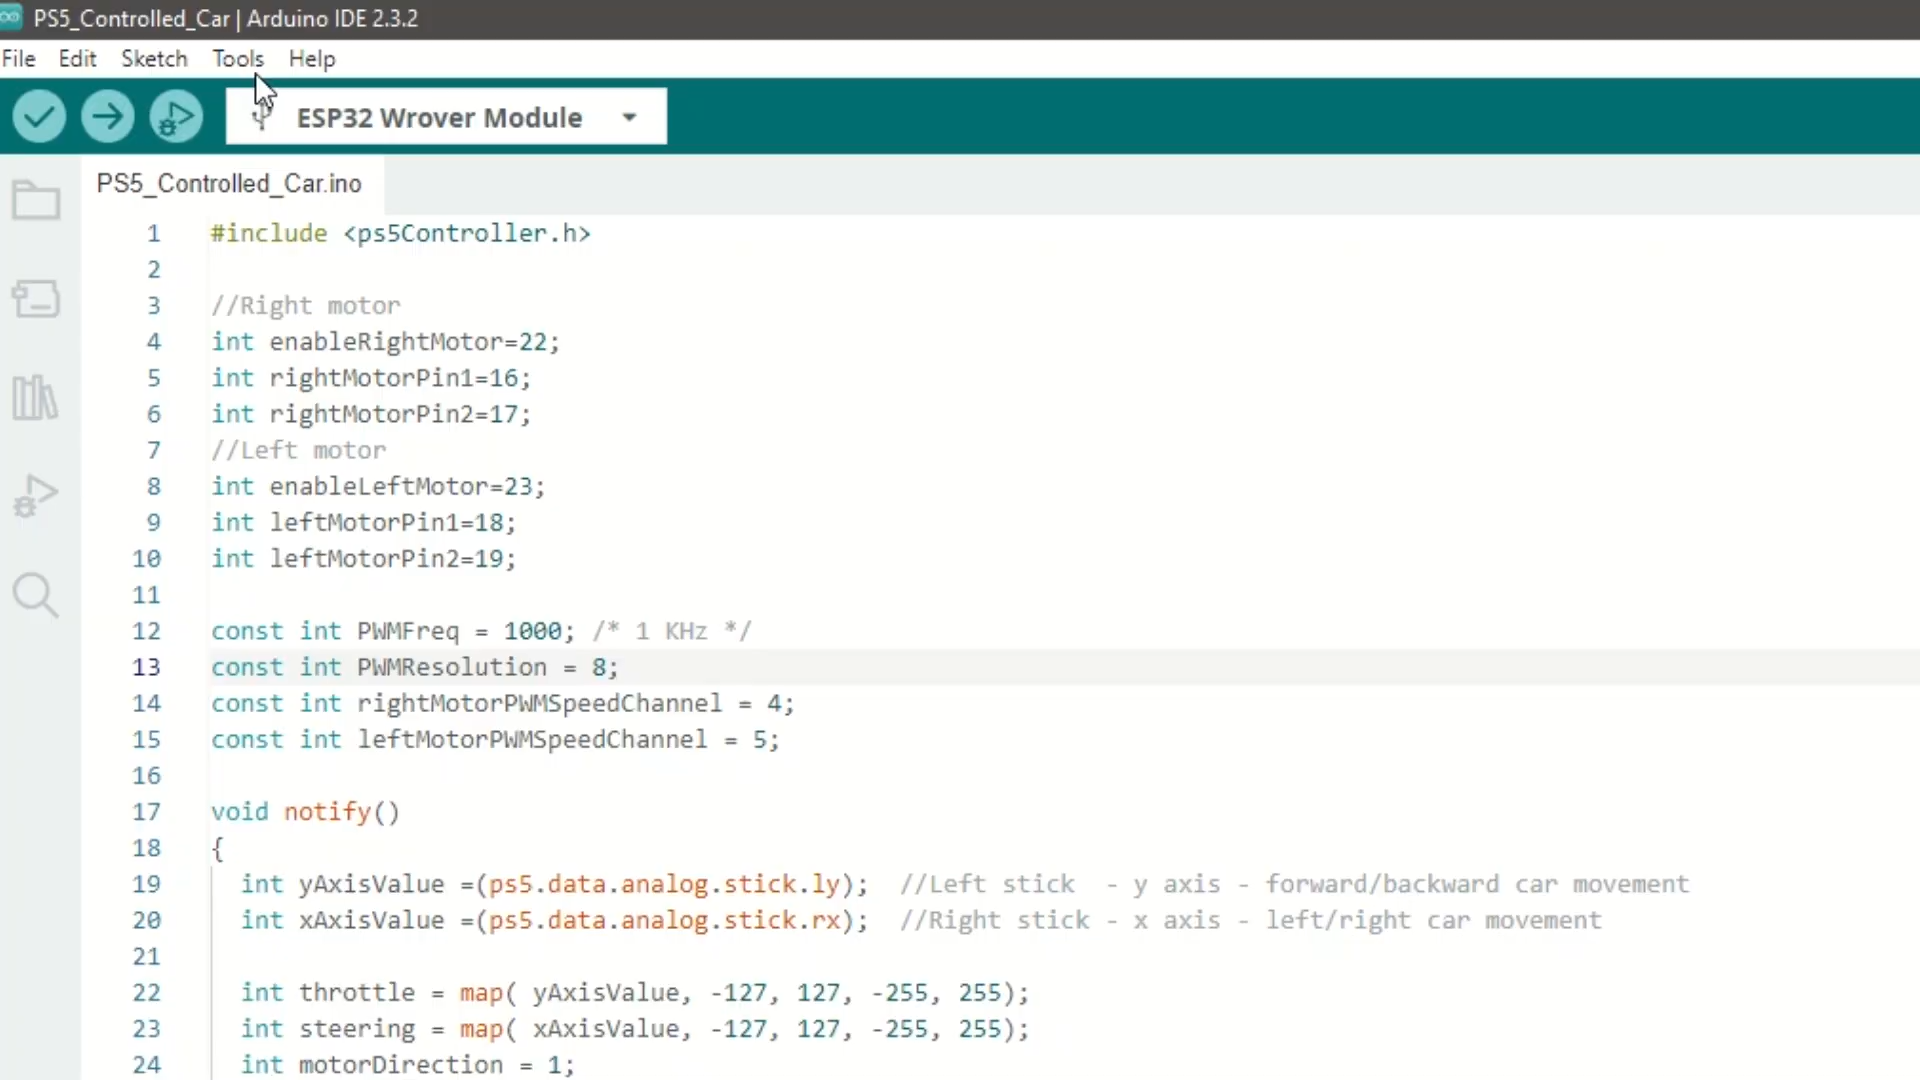 PS5_Controlled_Car | Arduino IDE 2.3.2
File Edit Sketch Tools Help
ESP32 Wrover Module
PS5_Controlled_Car.ino
1 #include <ps5Controller.h>
2
3 //Right motor
4 int enableRightMotor=22;
5 int rightMotorPin1=16;
6 int rightMotorPin2=17;
7 //Left motor
8 int enableLeftMotor=23;
9 int leftMotorPin1=18;
10 int leftMotorPin2=19;
11
12 const int PWMFreq = 1000; /* 1 KHz */
13 const int PWMResolution = 8;
14 const int rightMotorPWMSpeedChannel = 4;
15 const int leftMotorPWMSpeedChannel = 5;
16
17 void notify()
18 {
19 int yAxisValue =(ps5.data.analog.stick.ly); //Left stick - y axis - forward/backward car movement
20 int xAxisValue =(ps5.data.analog.stick.rx); //Right stick - x axis - left/right car movement
21
22 int throttle = map( yAxisValue, -127, 127, -255, 255);
23 int steering = map( xAxisValue, -127, 127, -255, 255);
24 int motorDirection = 1;